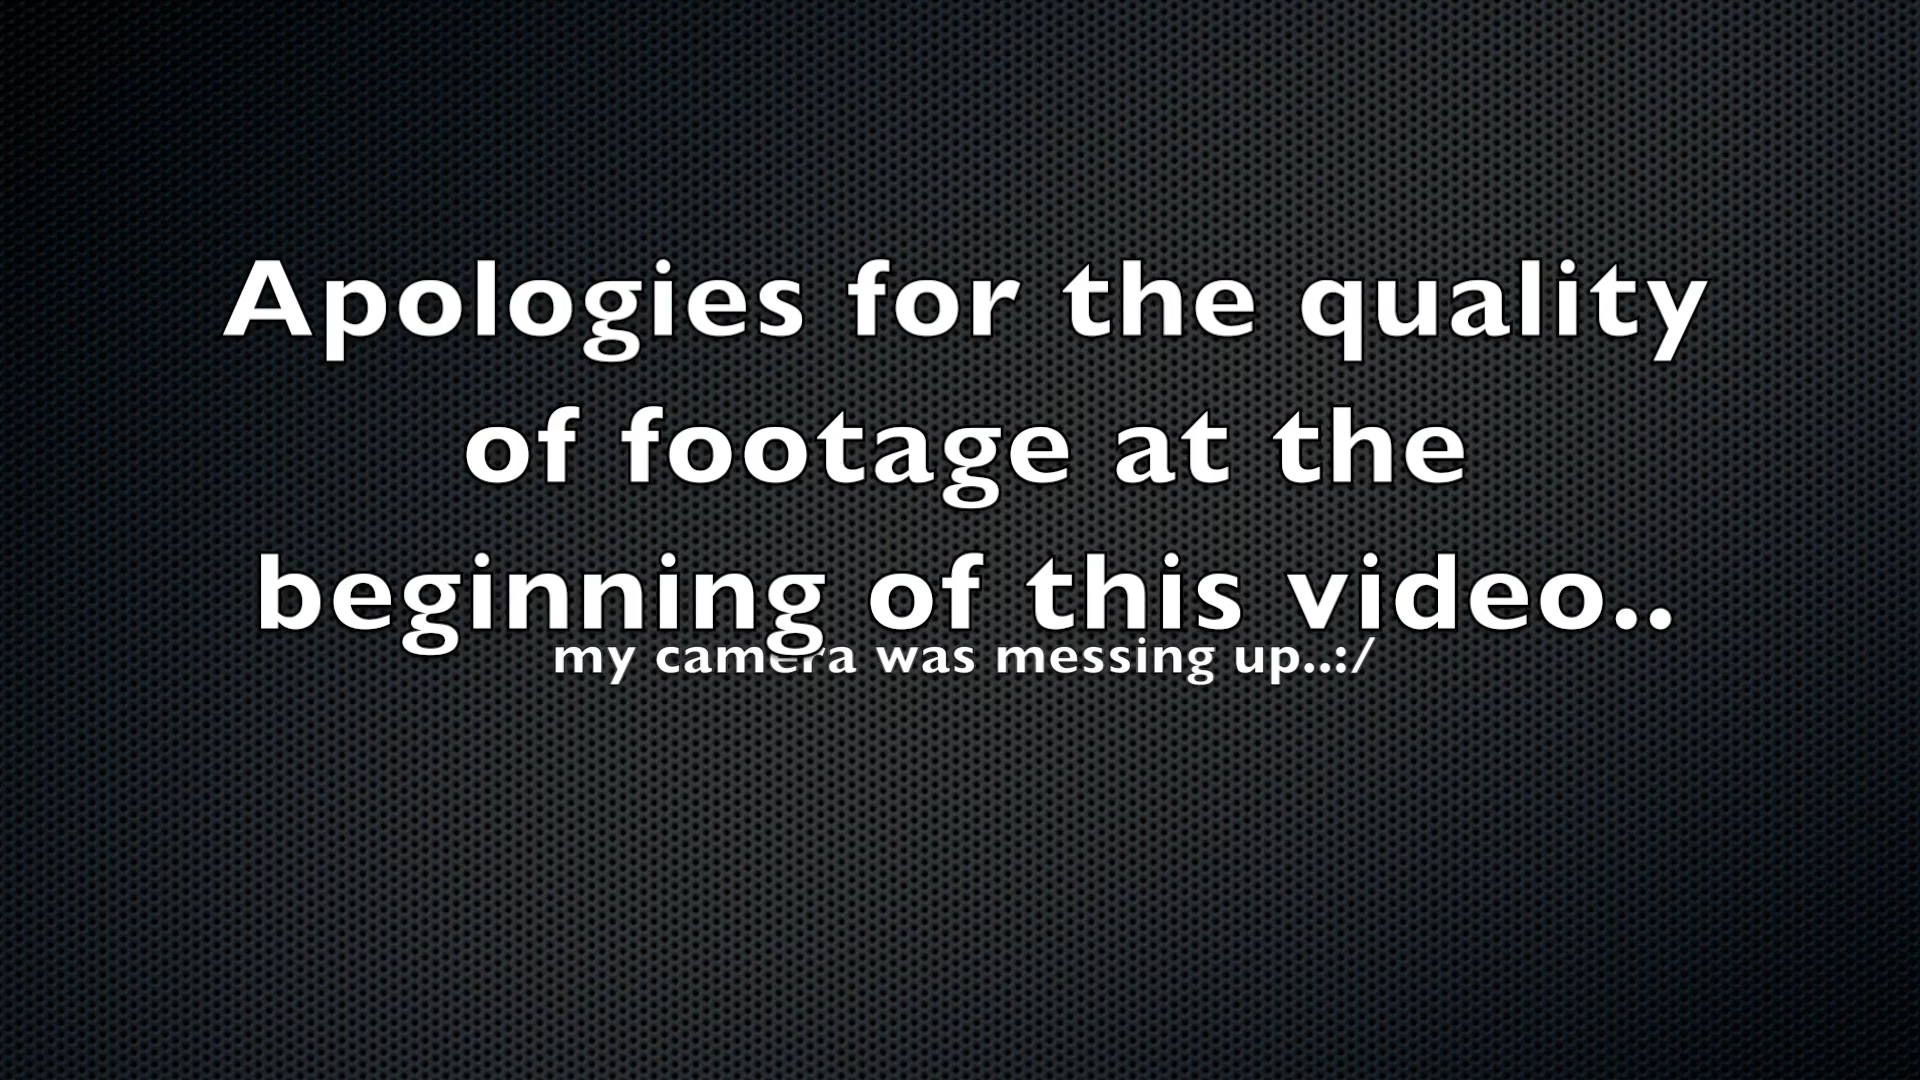 Apologies for the quality
of footage at the
beginning of this video..
my camera was messing up..:/